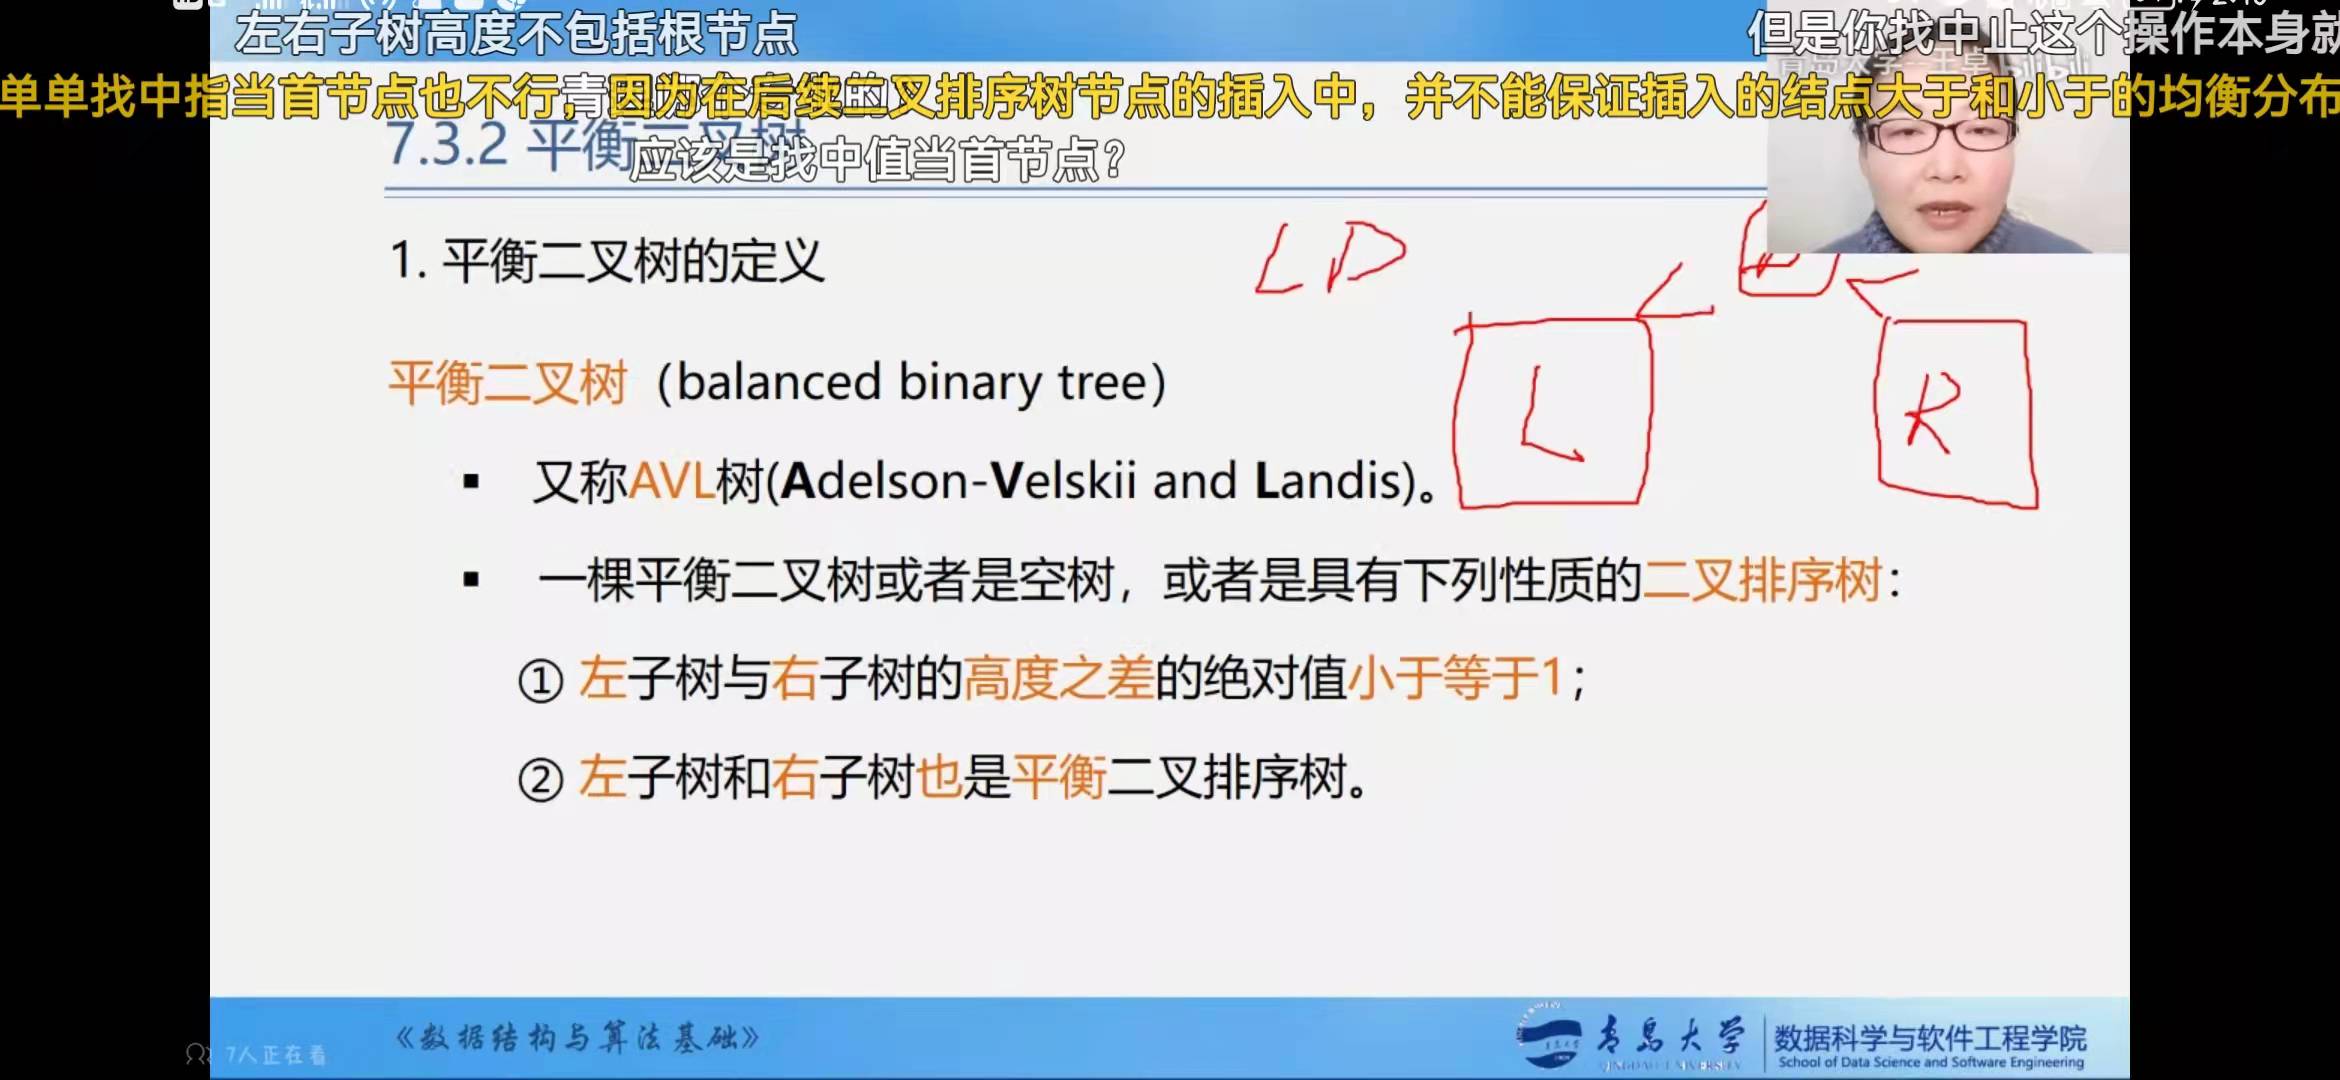 左右子树高度不包括根节点
但是你找中止这个操作本身就
单单找中指当首节点也不行，因为在后续二叉排序树节点的插入中，并不能保证插入的结点大于和小于的均衡分布
应该是找中值当首节点？
7.3.2 平衡二叉树
LD
1. 平衡二叉树的定义
平衡二叉树（balanced binary tree）
L
R
又称AVL树(Adelson-Velskii and Landis)。
一棵平衡二叉树或者是空树，或者是具有下列性质的二叉排序树：
① 左子树与右子树的高度之差的绝对值小于等于1；
② 左子树和右子树也是平衡二叉排序树。
7人正在看
《数据结构与算法基础》
青岛大学
QINGDAO UNIVERSITY
数据科学与软件工程学院
School of Data Science and Software Engineering